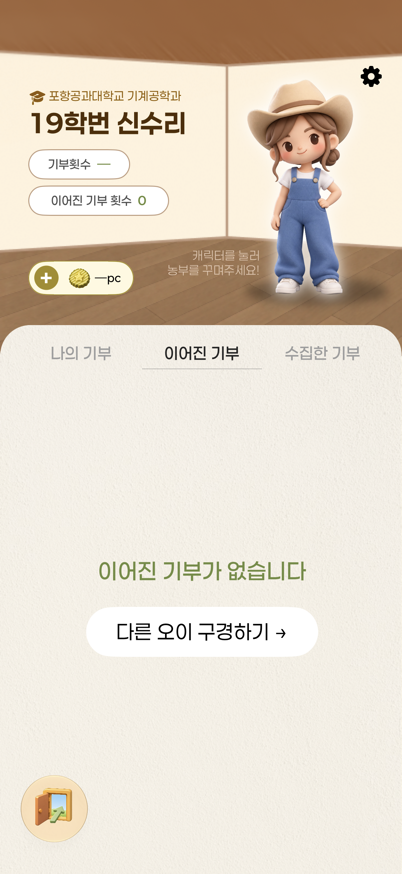 포항공과대학교 기계공학과
19학번 신수리
기부횟수 —
이어진 기부 횟수 0
+ —pc
캐릭터를 눌러
농부를 꾸며주세요!
나의 기부 이어진 기부 수집한 기부
이어진 기부가 없습니다
다른 오이 구경하기 →